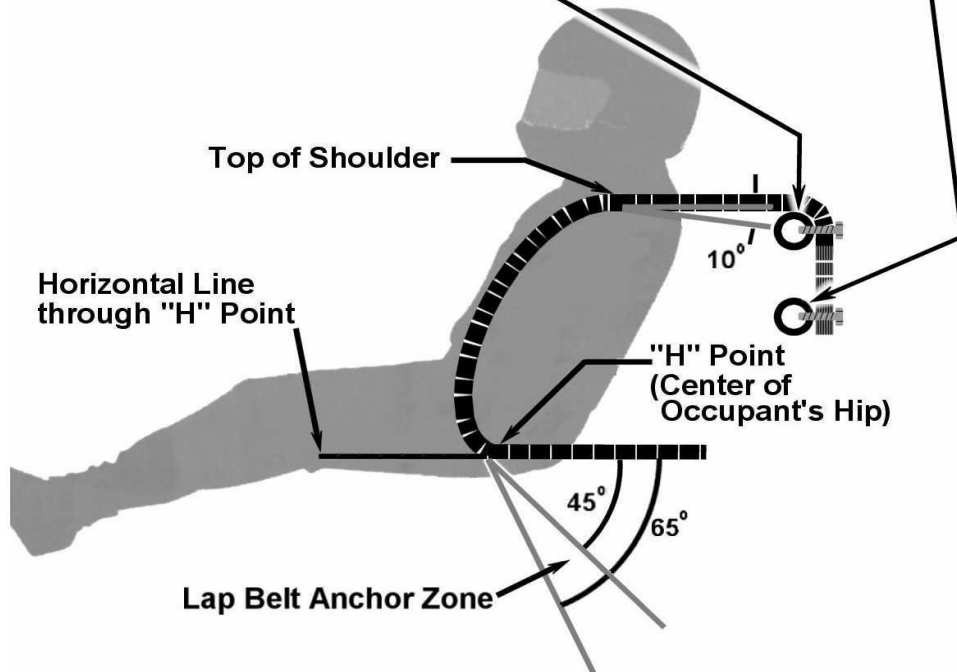 Top of Shoulder
10°
Horizontal Line
through "H" Point
"H" Point
(Center of
Occupant's Hip)
45°
65°
Lap Belt Anchor Zone